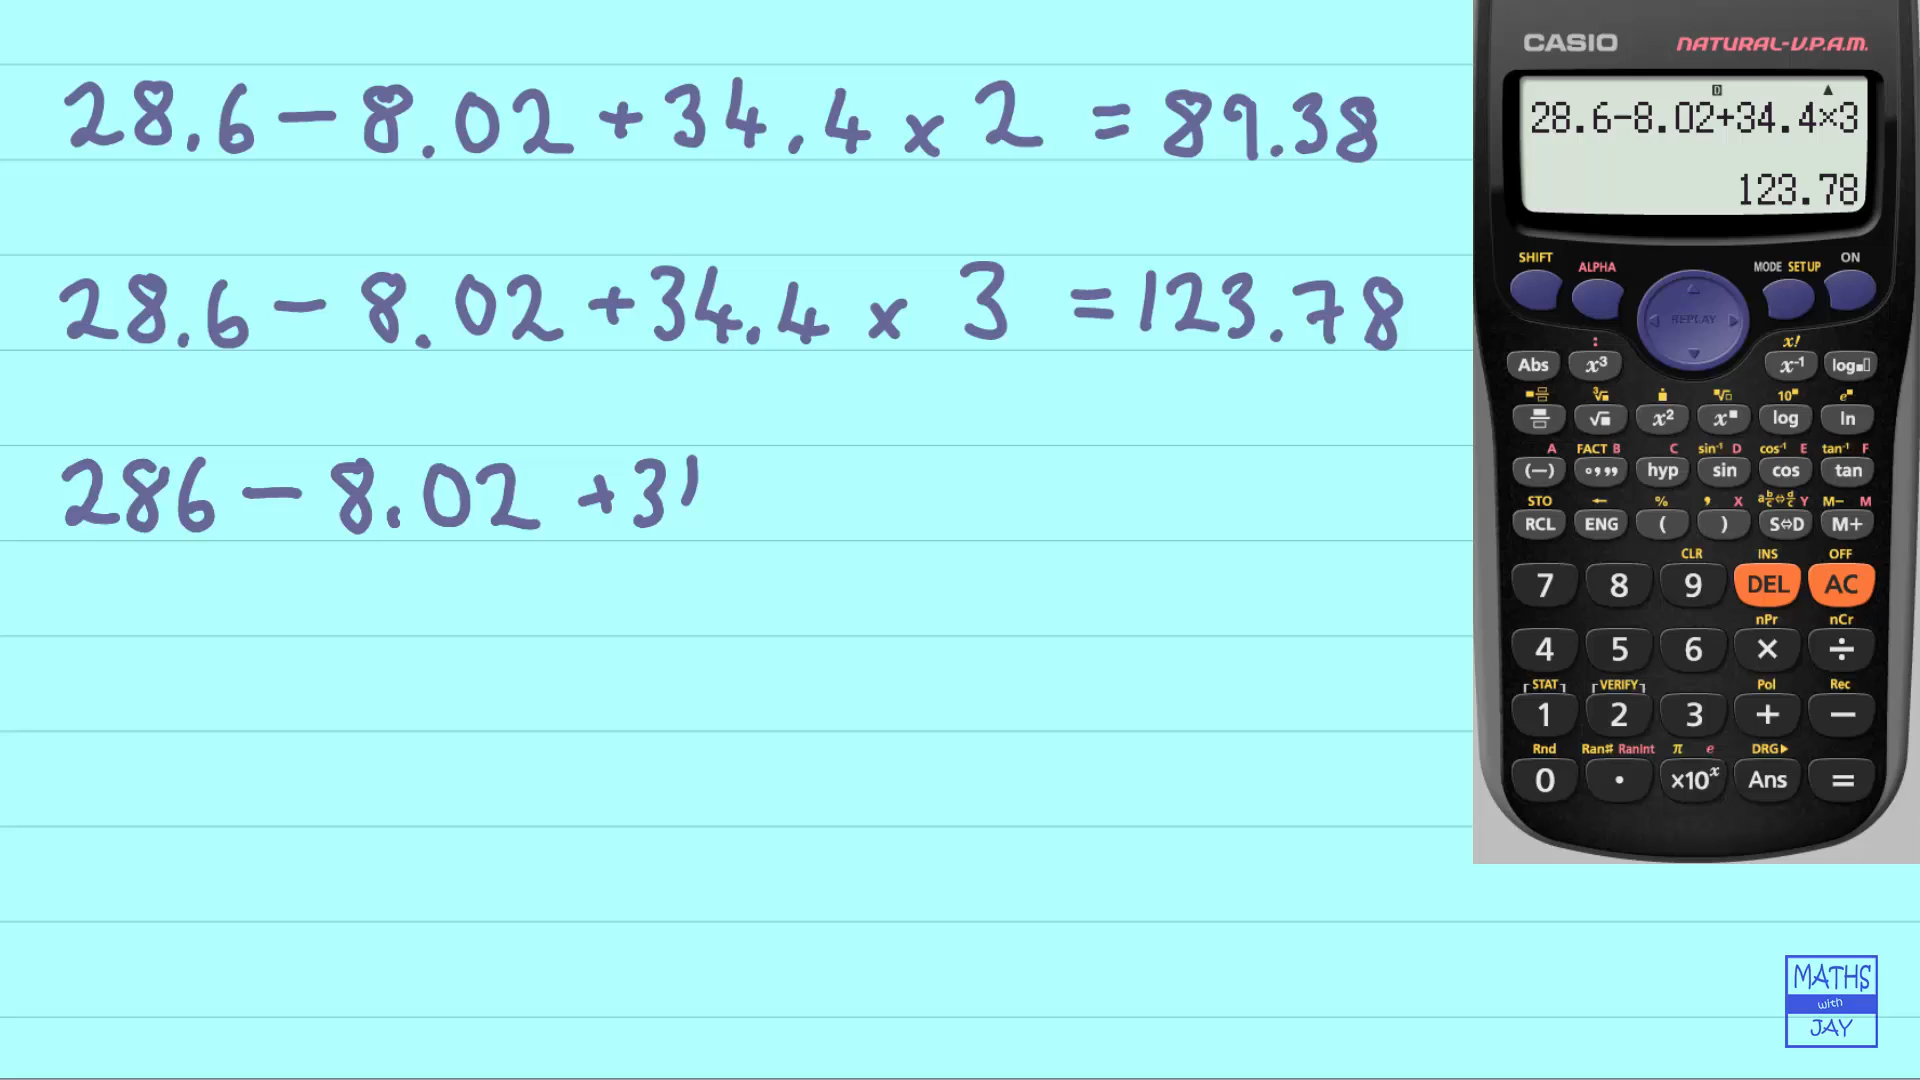 28.6 - 8.02 + 34.4 x 2 = 89.38
28.6 - 8.02 + 34.4 x 3 = 123.78
286 - 8.02 + 3
CASIO NATURAL-V.P.A.M.
D ▲
28.6-8.02+34.4×3
123.78
SHIFT ALPHA MODE SETUP ON
REPLAY
: x!
Abs x³ x⁻¹ log
³√ 10 eˣ
√ x² x log ln
A FACT B C sin⁻¹ D cos⁻¹ E tan⁻¹ F
(−) °,,, hyp sin cos tan
STO ← % , X a b/c⇔d/c Y M− M
RCL ENG ( ) S⇔D M+
CLR INS OFF
7 8 9 DEL AC
nPr nCr
4 5 6 × ÷
STAT VERIFY Pol Rec
1 2 3 + −
Rnd Ran# RanInt π e DRG▶
0 . ×10ˣ Ans =
MATHS
with
JAY